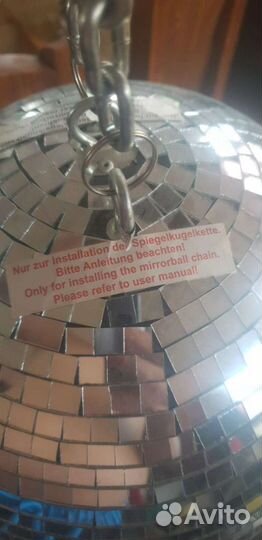 Nur zur Installation der Spiegelkugelkette.
Bitte Anleitung beachten!
Only for installing the mirrorball chain.
Please refer to user manual!
Avito